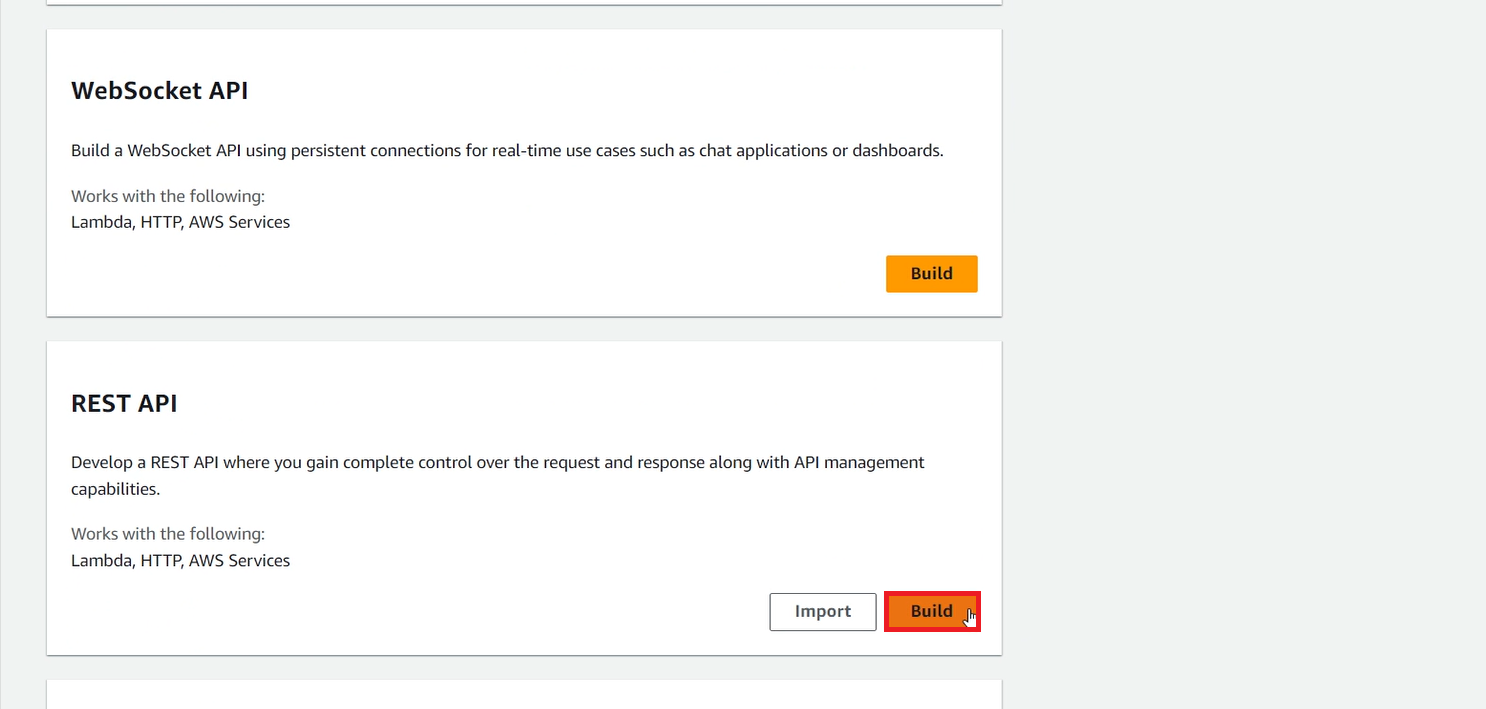 WebSocket API
Build a WebSocket API using persistent connections for real-time use cases such as chat applications or dashboards.
Works with the following:
Lambda, HTTP, AWS Services
Build
REST API
Develop a REST API where you gain complete control over the request and response along with API management
capabilities.
Works with the following:
Lambda, HTTP, AWS Services
Import
Build